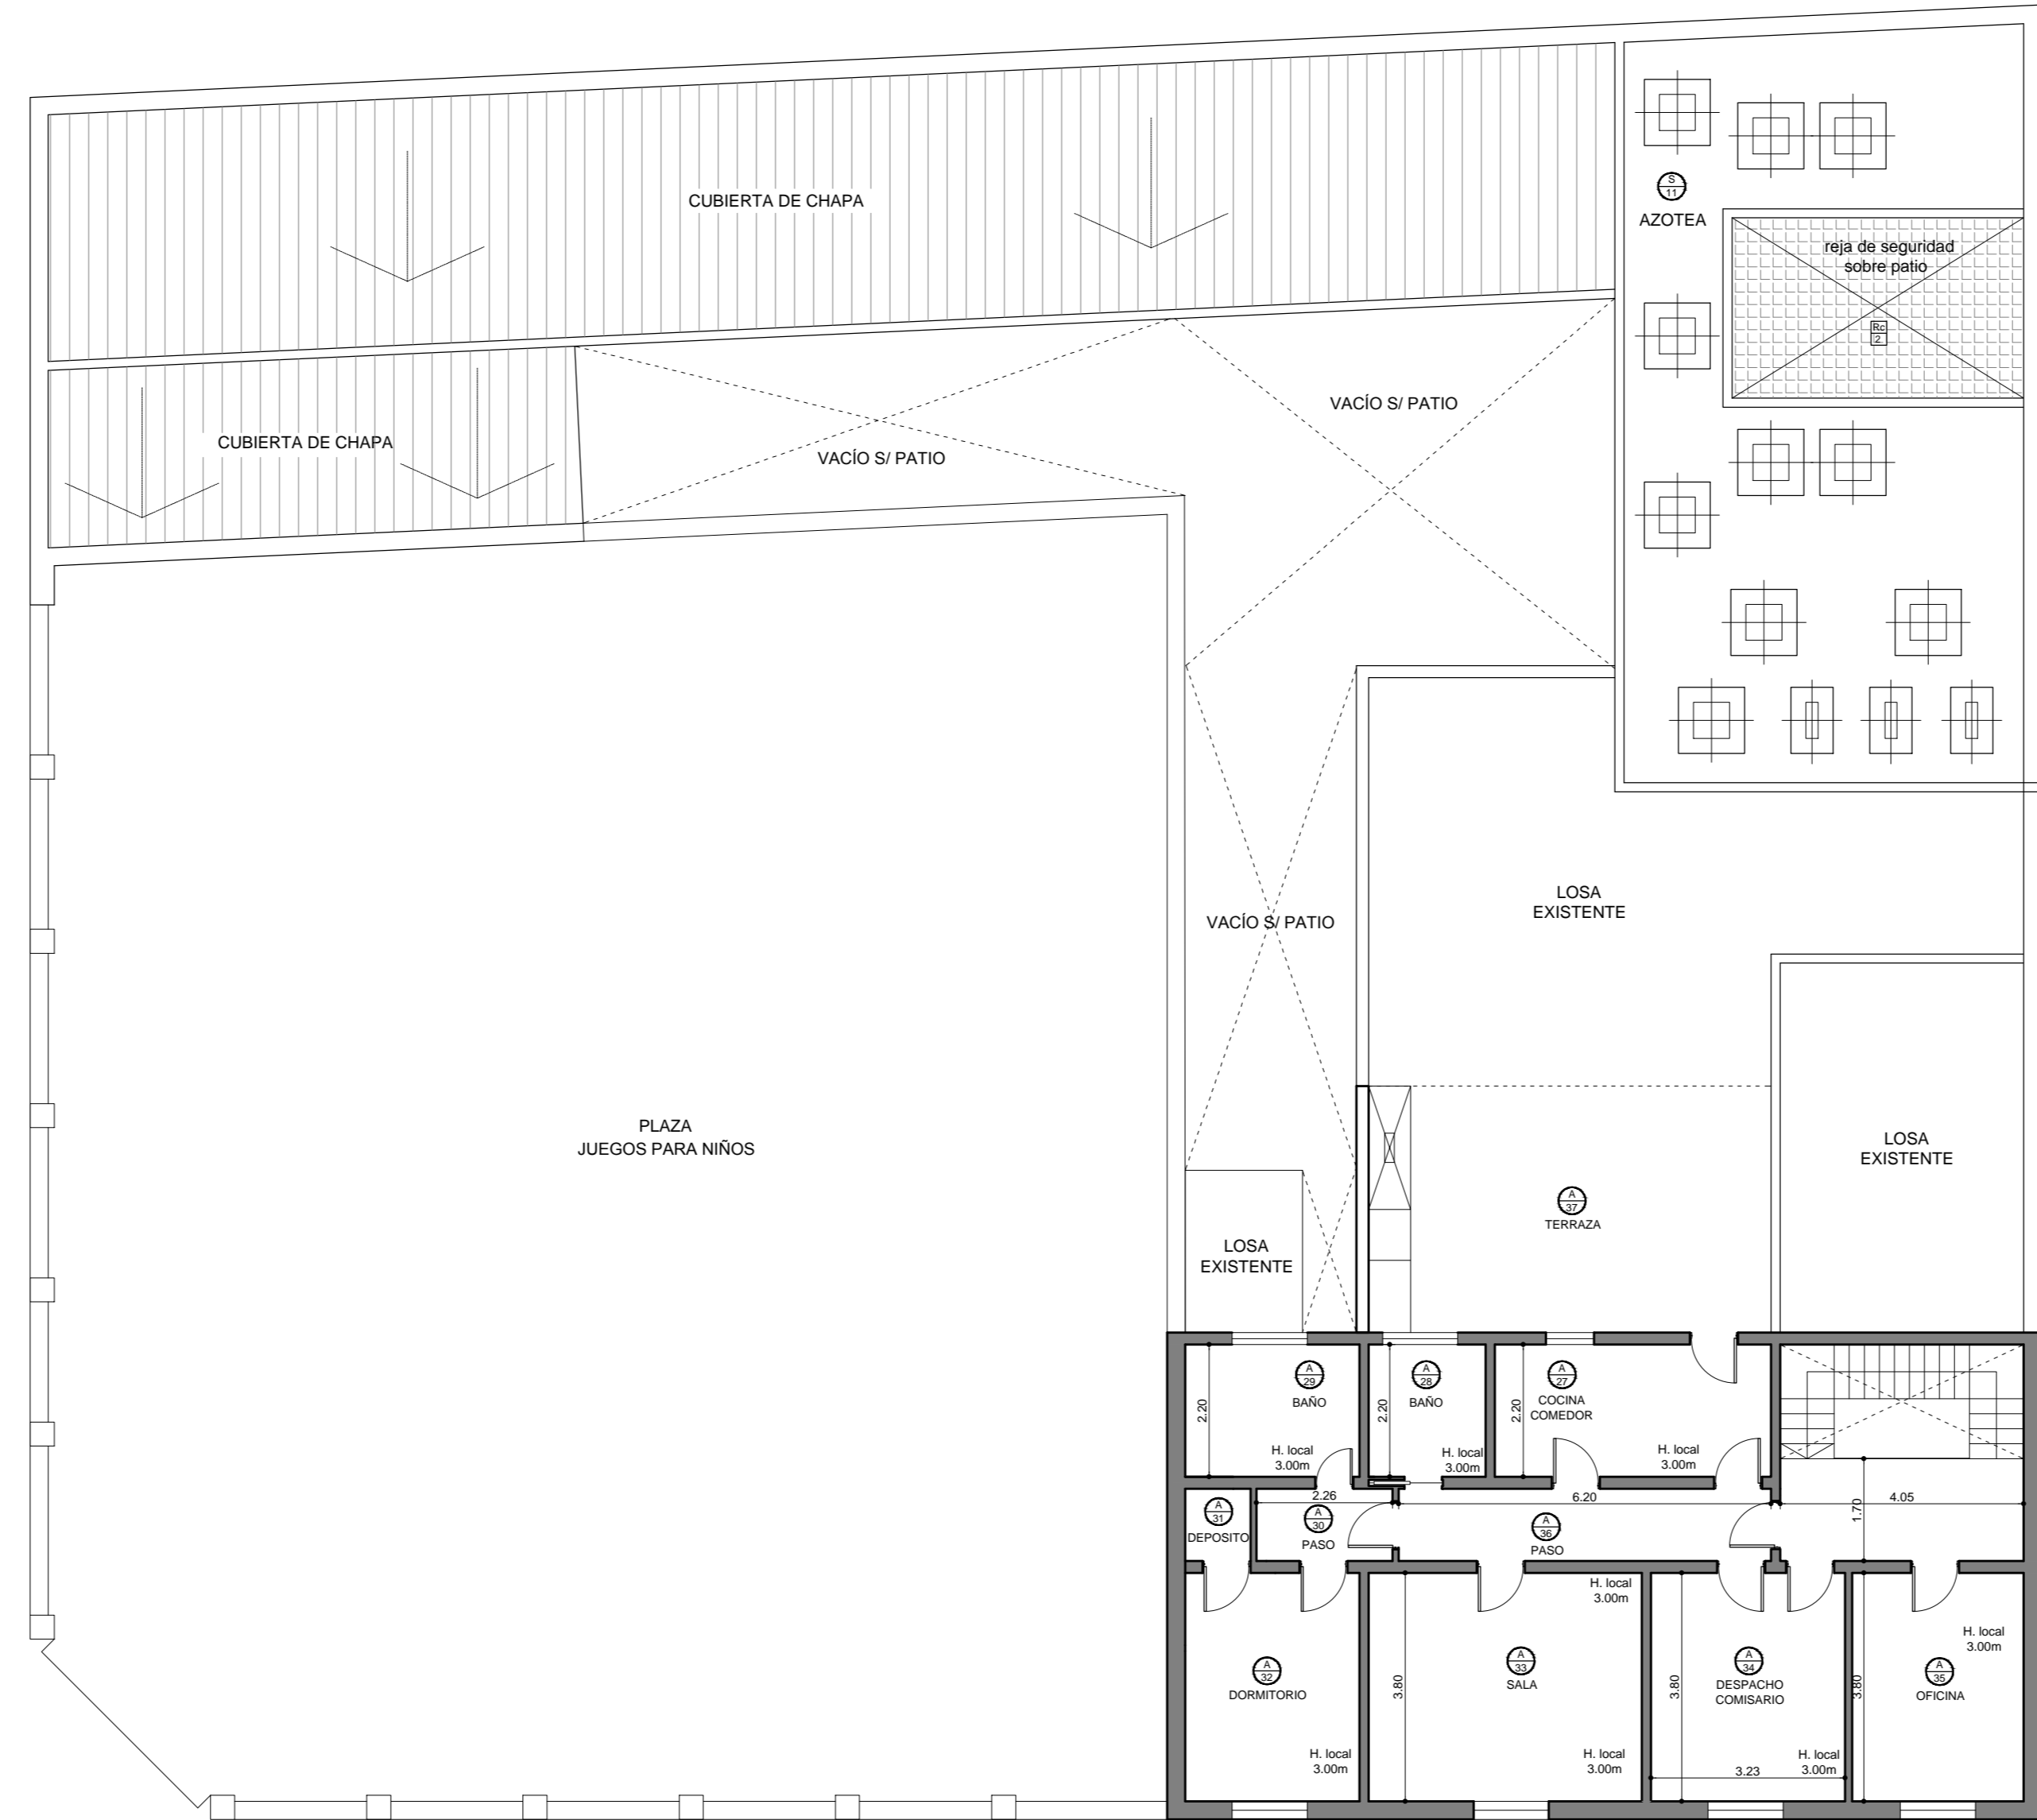 CUBIERTA DE CHAPA
S
11
AZOTEA
reja de seguridad
sobre patio
Rc
2
CUBIERTA DE CHAPA
VACÍO S/ PATIO
VACÍO S/ PATIO
LOSA
EXISTENTE
VACÍO S/ PATIO
PLAZA
JUEGOS PARA NIÑOS
LOSA
EXISTENTE
A
37
TERRAZA
LOSA
EXISTENTE
A
29
BAÑO
2.20
H. local
3.00m
A
28
BAÑO
2.20
H. local
3.00m
A
27
COCINA
COMEDOR
2.20
H. local
3.00m
2.26
6.20
4.05
1.70
A
31
DEPOSITO
A
30
PASO
A
36
PASO
H. local
3.00m
H. local
3.00m
A
32
DORMITORIO
H. local
3.00m
A
33
SALA
3.80
H. local
3.00m
A
34
DESPACHO
COMISARIO
3.80
H. local
3.00m
3.23
A
35
OFICINA
3.80